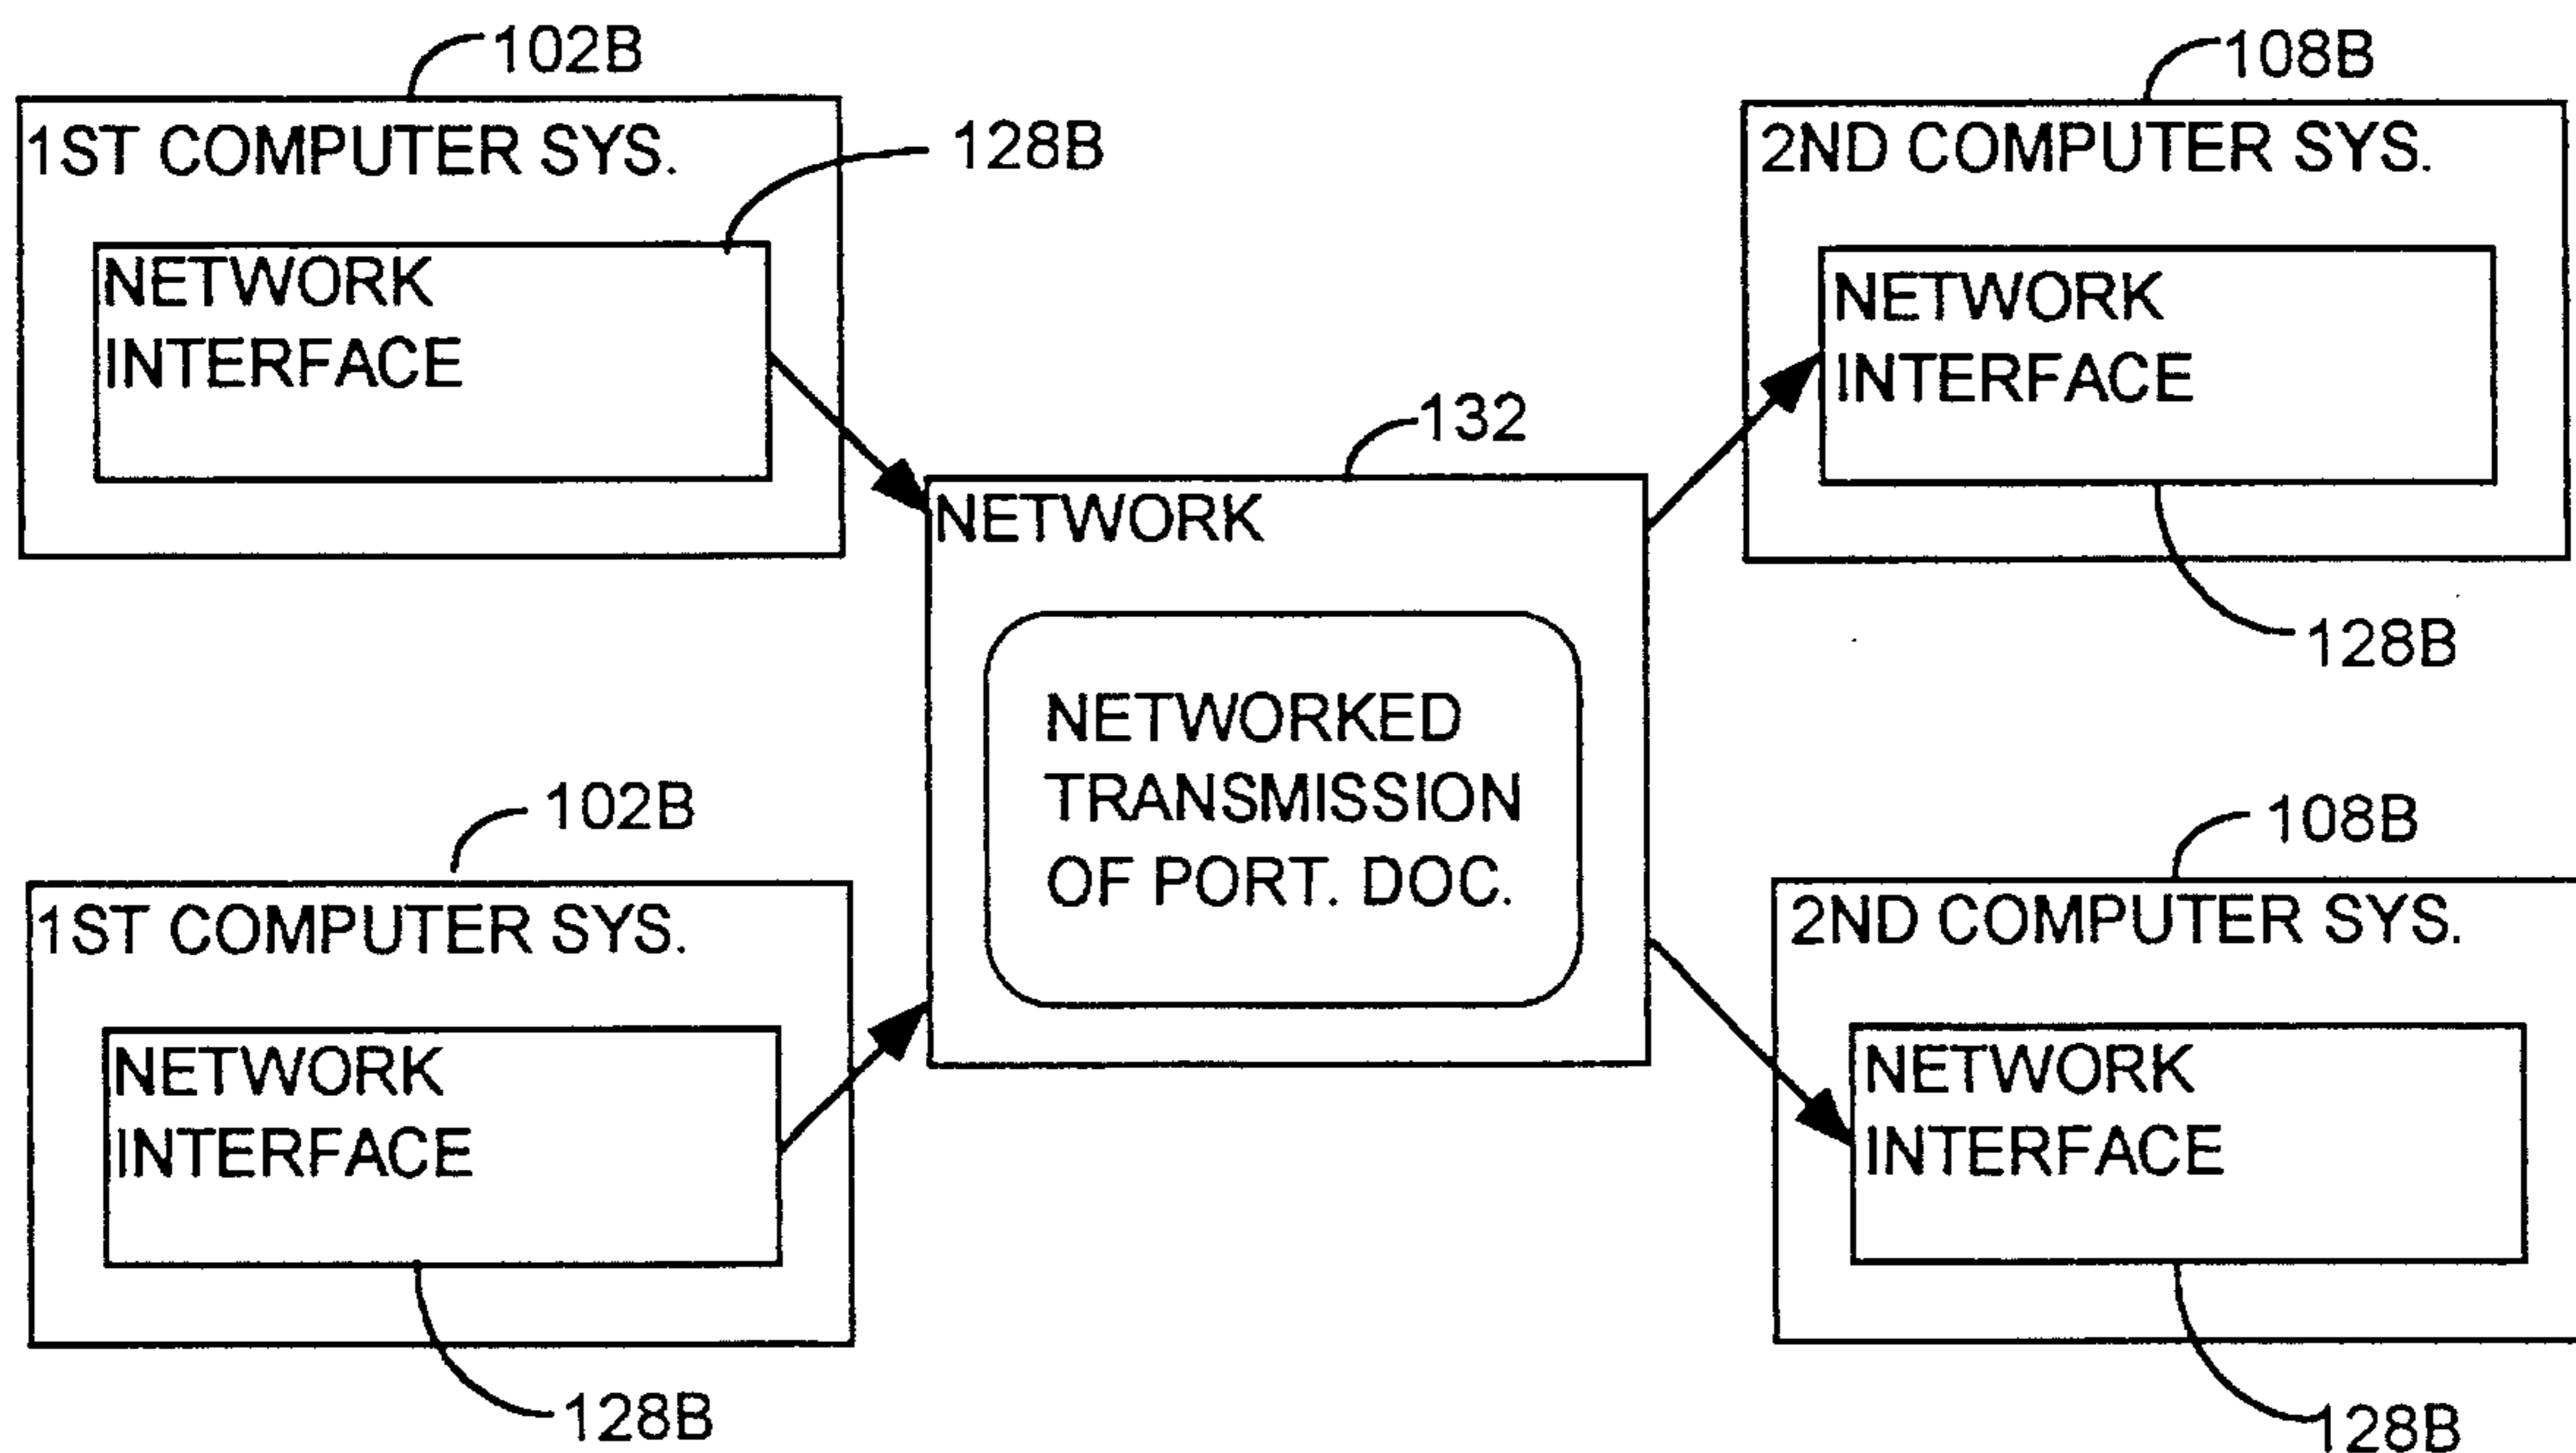 102B
1ST COMPUTER SYS.
128B
NETWORK
INTERFACE
108B
2ND COMPUTER SYS.
NETWORK
INTERFACE
128B
132
NETWORK
NETWORKED
TRANSMISSION
OF PORT. DOC.
102B
1ST COMPUTER SYS.
NETWORK
INTERFACE
128B
108B
2ND COMPUTER SYS.
NETWORK
INTERFACE
128B